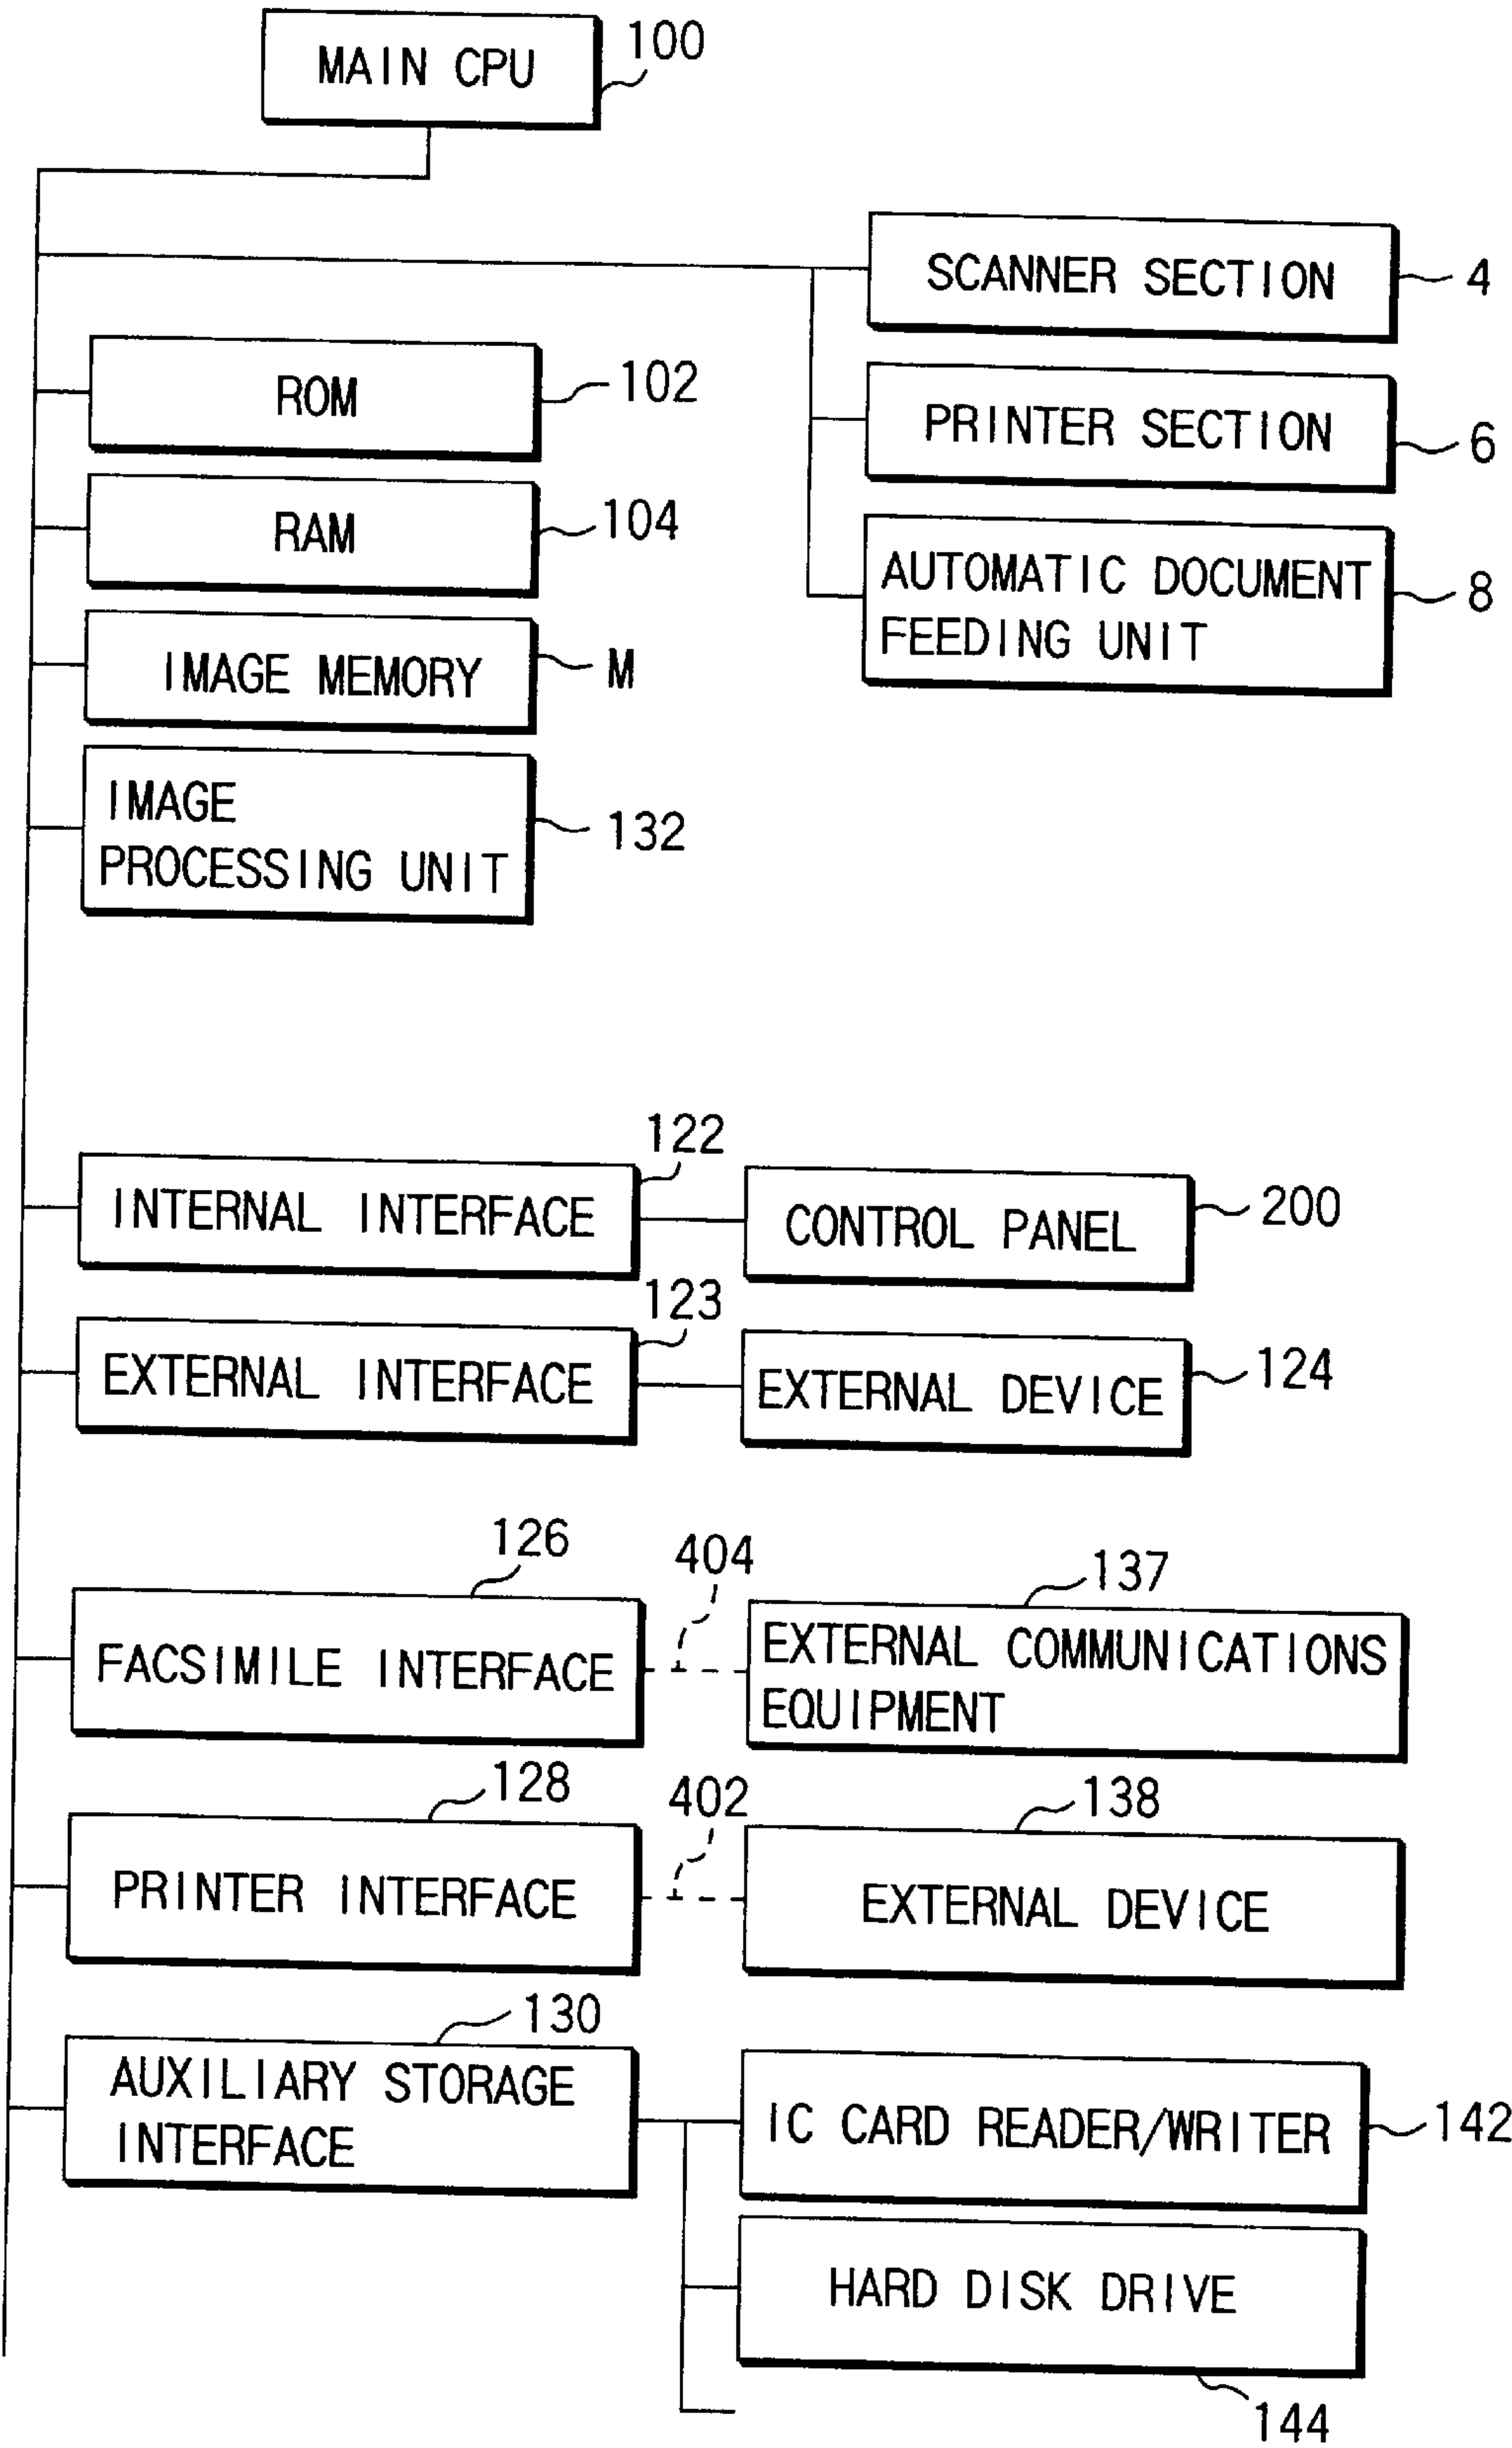 MAIN CPU
100
SCANNER SECTION
4
ROM
102
PRINTER SECTION
6
RAM
104
AUTOMATIC DOCUMENT
FEEDING UNIT
8
IMAGE MEMORY
M
IMAGE
PROCESSING UNIT
132
122
INTERNAL INTERFACE
CONTROL PANEL
200
123
EXTERNAL INTERFACE
EXTERNAL DEVICE
124
126
404
137
FACSIMILE INTERFACE
EXTERNAL COMMUNICATIONS
EQUIPMENT
128
402
138
PRINTER INTERFACE
EXTERNAL DEVICE
130
AUXILIARY STORAGE
INTERFACE
IC CARD READER/WRITER
142
HARD DISK DRIVE
144